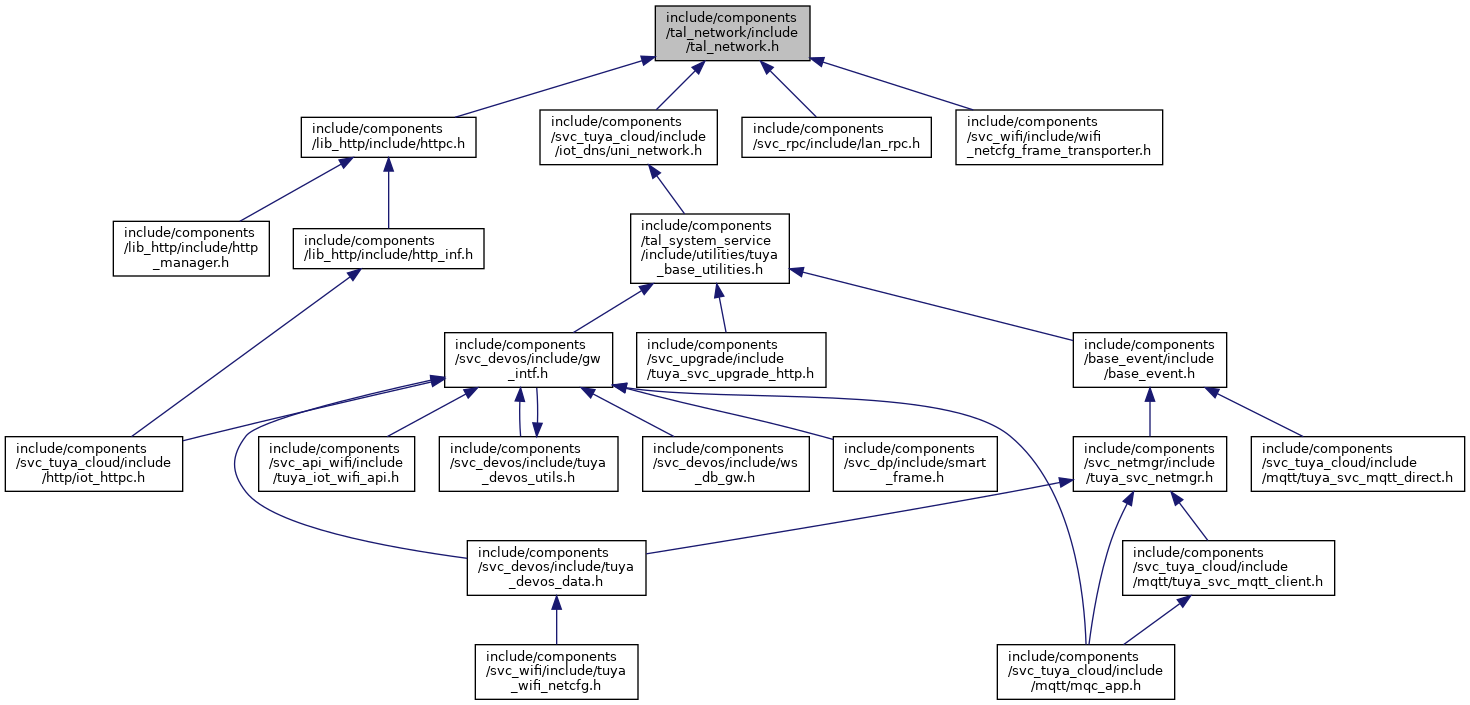 include/components
/tal_network/include
/tal_network.h
include/components
/lib_http/include/httpc.h
include/components
/svc_tuya_cloud/include
/iot_dns/uni_network.h
include/components
/svc_rpc/include/lan_rpc.h
include/components
/svc_wifi/include/wifi
_netcfg_frame_transporter.h
include/components
/lib_http/include/http
_manager.h
include/components
/lib_http/include/http_inf.h
include/components
/tal_system_service
/include/utilities/tuya
_base_utilities.h
include/components
/svc_devos/include/gw
_intf.h
include/components
/svc_upgrade/include
/tuya_svc_upgrade_http.h
include/components
/base_event/include
/base_event.h
include/components
/svc_tuya_cloud/include
/http/iot_httpc.h
include/components
/svc_api_wifi/include
/tuya_iot_wifi_api.h
include/components
/svc_devos/include/tuya
_devos_utils.h
include/components
/svc_devos/include/ws
_db_gw.h
include/components
/svc_dp/include/smart
_frame.h
include/components
/svc_netmgr/include
/tuya_svc_netmgr.h
include/components
/svc_tuya_cloud/include
/mqtt/tuya_svc_mqtt_direct.h
include/components
/svc_devos/include/tuya
_devos_data.h
include/components
/svc_tuya_cloud/include
/mqtt/tuya_svc_mqtt_client.h
include/components
/svc_wifi/include/tuya
_wifi_netcfg.h
include/components
/svc_tuya_cloud/include
/mqtt/mqc_app.h